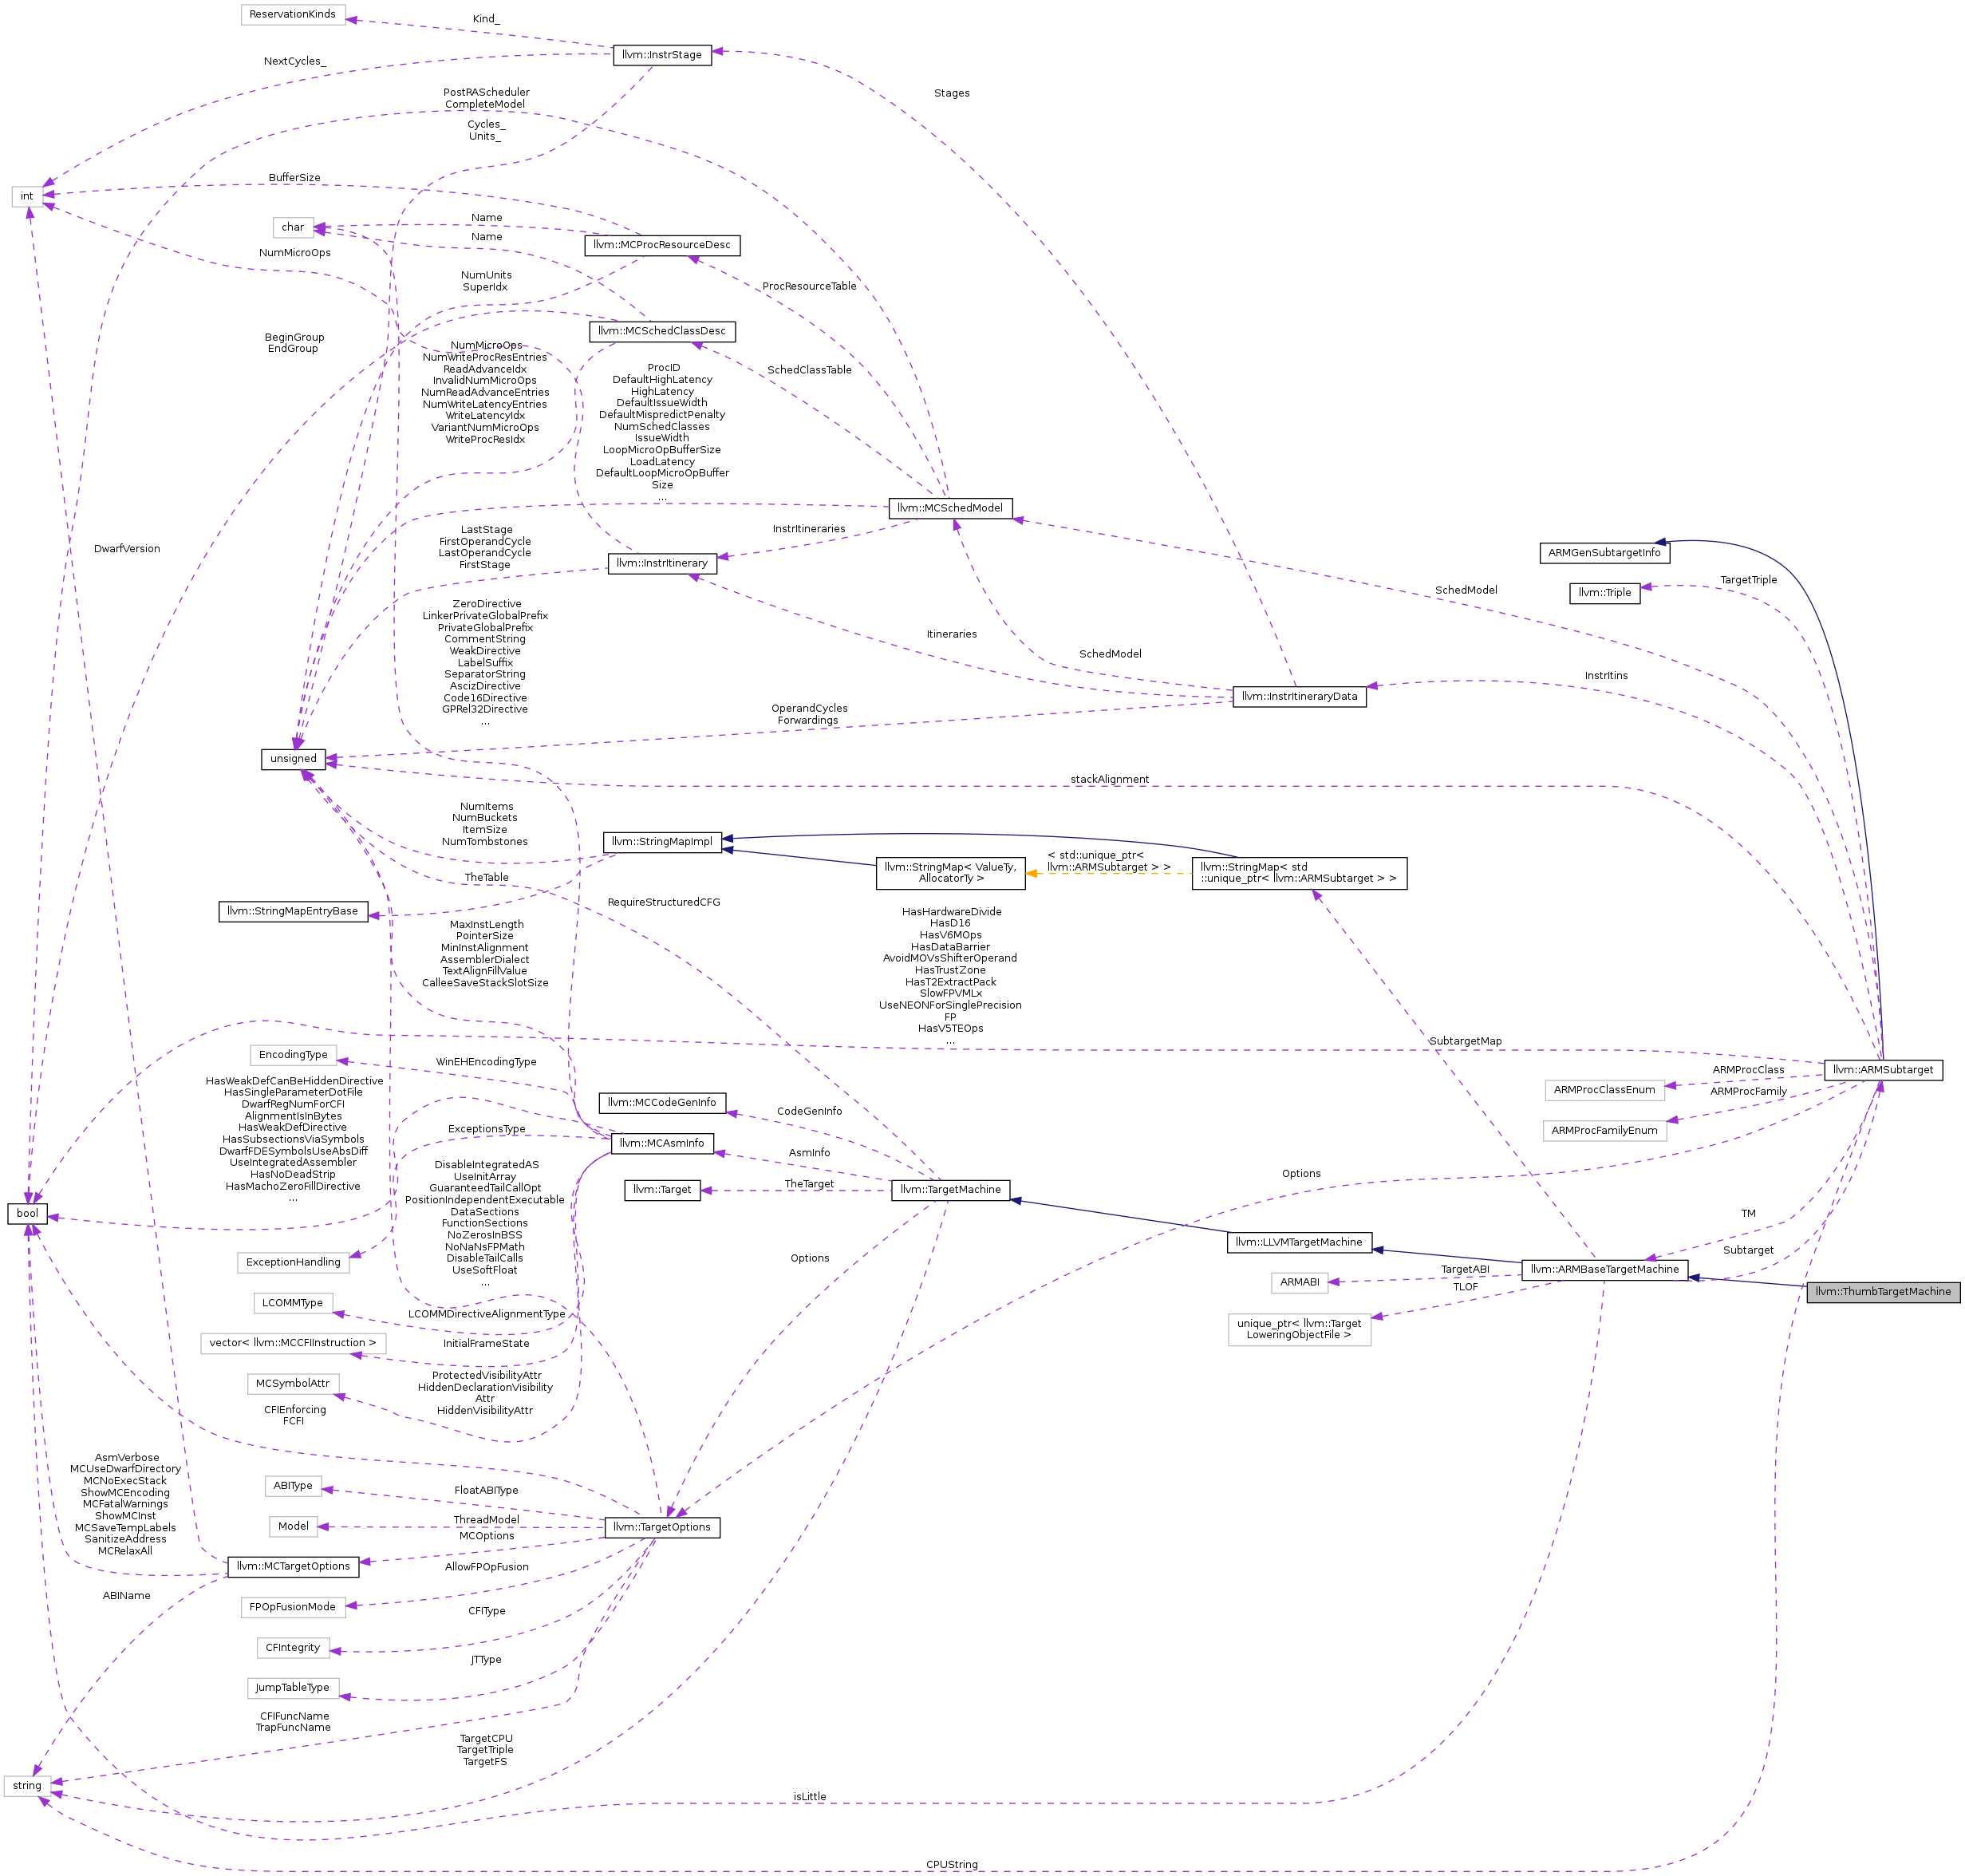 ReservationKinds
Kind_
llvm::InstrStage
NextCycles_
Stages
PostRAScheduler
CompleteModel
Cycles_
Units_
BufferSize
int
char
Name
Name
llvm::MCProcResourceDesc
NumMicroOps
NumUnits
SuperIdx
ProcResourceTable
BeginGroup
EndGroup
llvm::MCSchedClassDesc
NumMicroOps
NumWriteProcResEntries
ReadAdvanceIdx
InvalidNumMicroOps
NumReadAdvanceEntries
NumWriteLatencyEntries
WriteLatencyIdx
VariantNumMicroOps
WriteProcResIdx
ProcID
DefaultHighLatency
HighLatency
DefaultIssueWidth
DefaultMispredictPenalty
NumSchedClasses
IssueWidth
LoopMicroOpBufferSize
LoadLatency
DefaultLoopMicroOpBuffer
Size
...
SchedClassTable
llvm::MCSchedModel
InstrItineraries
DwarfVersion
LastStage
FirstOperandCycle
LastOperandCycle
FirstStage
llvm::InstrItinerary
ARMGenSubtargetInfo
TargetTriple
llvm::Triple
SchedModel
ZeroDirective
LinkerPrivateGlobalPrefix
PrivateGlobalPrefix
CommentString
WeakDirective
LabelSuffix
SeparatorString
AscizDirective
Code16Directive
GPRel32Directive
...
Itineraries
SchedModel
InstrItins
llvm::InstrItineraryData
OperandCycles
Forwardings
unsigned
stackAlignment
NumItems
NumBuckets
ItemSize
NumTombstones
llvm::StringMapImpl
TheTable
llvm::StringMap< ValueTy,
AllocatorTy >
< std::unique_ptr<
llvm::ARMSubtarget > >
llvm::StringMap< std
::unique_ptr< llvm::ARMSubtarget > >
RequireStructuredCFG
llvm::StringMapEntryBase
MaxInstLength
PointerSize
MinInstAlignment
AssemblerDialect
TextAlignFillValue
CalleeSaveStackSlotSize
HasHardwareDivide
HasD16
HasV6MOps
HasDataBarrier
AvoidMOVsShifterOperand
HasTrustZone
HasT2ExtractPack
SlowFPVMLx
UseNEONForSinglePrecision
FP
HasV5TEOps
...
SubtargetMap
EncodingType
WinEHEncodingType
llvm::ARMSubtarget
ARMProcClass
ARMProcClassEnum
ARMProcFamily
ARMProcFamilyEnum
HasWeakDefCanBeHiddenDirective
HasSingleParameterDotFile
DwarfRegNumForCFI
AlignmentIsInBytes
HasWeakDefDirective
HasSubsectionsViaSymbols
DwarfFDESymbolsUseAbsDiff
UseIntegratedAssembler
HasNoDeadStrip
HasMachoZeroFillDirective
...
llvm::MCCodeGenInfo
CodeGenInfo
ExceptionsType
llvm::MCAsmInfo
AsmInfo
DisableIntegratedAS
UseInitArray
GuaranteedTailCallOpt
PositionIndependentExecutable
DataSections
FunctionSections
NoZerosInBSS
NoNaNsFPMath
DisableTailCalls
UseSoftFloat
...
llvm::Target
TheTarget
llvm::TargetMachine
Options
bool
TM
llvm::LLVMTargetMachine
Subtarget
ExceptionHandling
Options
llvm::ARMBaseTargetMachine
TargetABI
ARMABI
TLOF
llvm::ThumbTargetMachine
LCOMMType
LCOMMDirectiveAlignmentType
unique_ptr< llvm::Target
LoweringObjectFile >
vector< llvm::MCCFIInstruction >
InitialFrameState
MCSymbolAttr
ProtectedVisibilityAttr
HiddenDeclarationVisibility
Attr
HiddenVisibilityAttr
CFIEnforcing
FCFI
AsmVerbose
MCUseDwarfDirectory
MCNoExecStack
ShowMCEncoding
MCFatalWarnings
ShowMCInst
MCSaveTempLabels
SanitizeAddress
MCRelaxAll
ABIType
FloatABIType
Model
ThreadModel
llvm::TargetOptions
MCOptions
llvm::MCTargetOptions
AllowFPOpFusion
ABIName
FPOpFusionMode
CFIType
CFIntegrity
JTType
JumpTableType
CFIFuncName
TrapFuncName
TargetCPU
TargetTriple
TargetFS
string
isLittle
CPUString